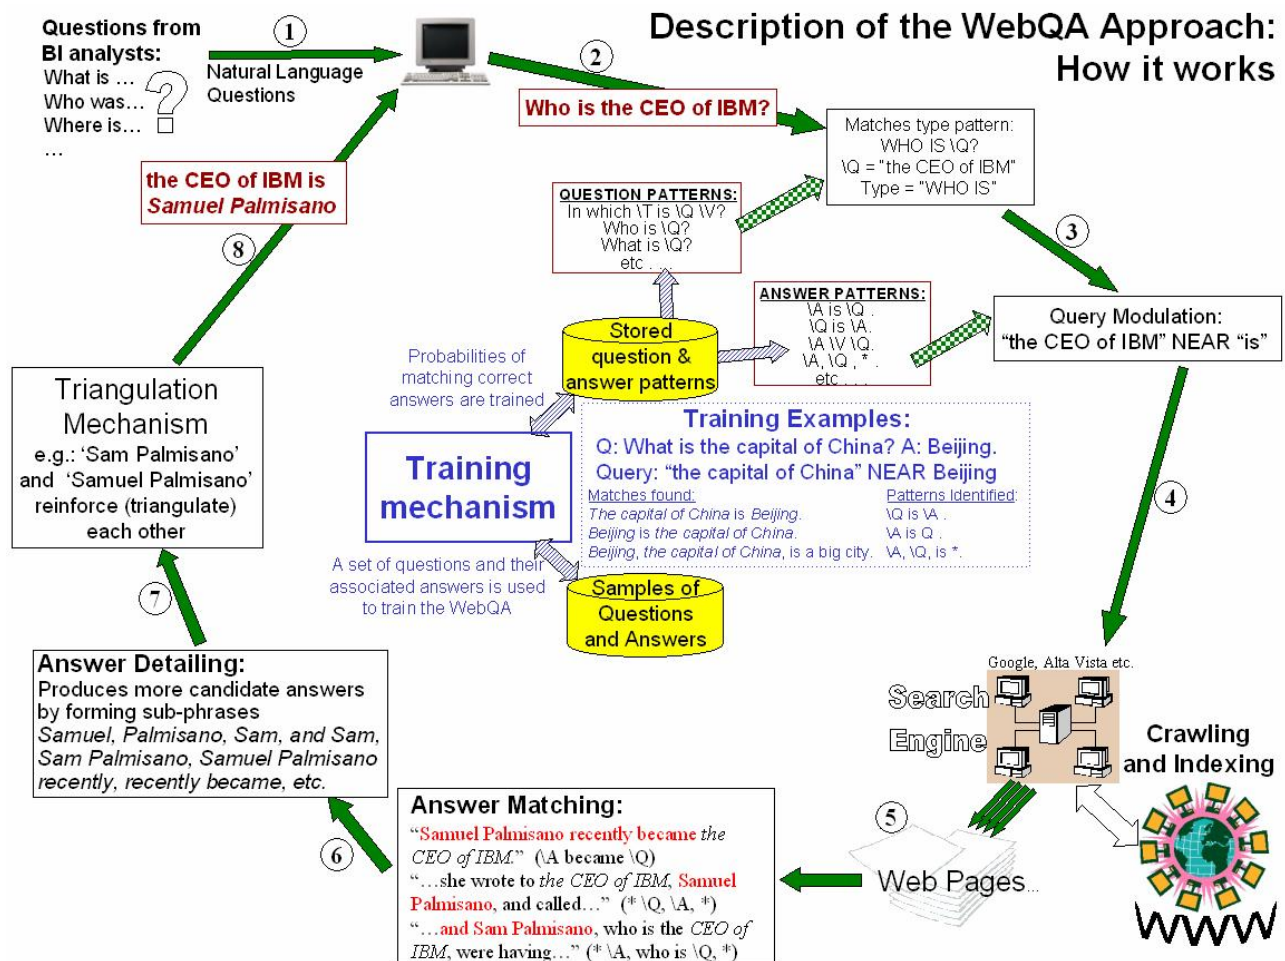 Description of the WebQA Approach:
How it works
Questions from
BI analysts:
What is …
Who was…
Where is…
…
?
1
Natural Language
Questions
2
Who is the CEO of IBM?
Matches type pattern:
WHO IS \Q?
\Q = "the CEO of IBM"
Type = "WHO IS"
the CEO of IBM is
Samuel Palmisano
8
QUESTION PATTERNS:
In which \T is \Q \V?
Who is \Q?
What is \Q?
etc . . .
3
ANSWER PATTERNS:
\A is \Q .
\Q is \A.
\A \V \Q.
\A, \Q , *.
etc . . .
Query Modulation:
“the CEO of IBM” NEAR “is”
Stored
question &
answer patterns
Probabilities of
matching correct
answers are trained
Triangulation
Mechanism
e.g.: ‘Sam Palmisano’
and ‘Samuel Palmisano’
reinforce (triangulate)
each other
Training
mechanism
Training Examples:
Q: What is the capital of China? A: Beijing.
Query: “the capital of China” NEAR Beijing
Matches found: Patterns Identified:
The capital of China is Beijing. \Q is \A .
Beijing is the capital of China. \A is Q .
Beijing, the capital of China, is a big city. \A, \Q, is *.
4
A set of questions and their
associated answers is used
to train the WebQA
Samples of
Questions
and Answers
7
Answer Detailing:
Produces more candidate answers
by forming sub-phrases
Samuel, Palmisano, Sam, and Sam,
Sam Palmisano, Samuel Palmisano
recently, recently became, etc.
Google, Alta Vista etc.
Search
Engine
Crawling
and Indexing
6
Answer Matching:
“Samuel Palmisano recently became the
CEO of IBM.” (\A became \Q)
“…she wrote to the CEO of IBM, Samuel
Palmisano, and called…” (* \Q, \A, *)
“…and Sam Palmisano, who is the CEO of
IBM, were having…” (* \A, who is \Q, *)
5
Web Pages…
WWW